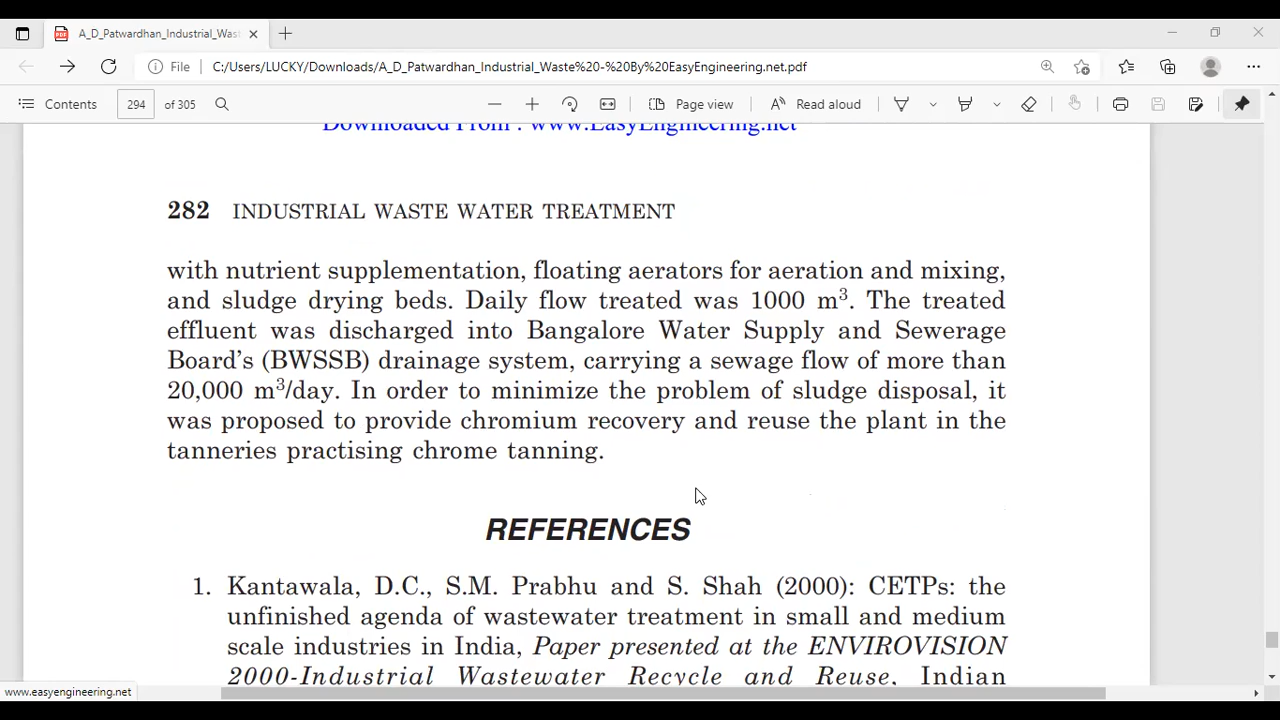 A_D_Patwardhan_Industrial_Wast
File C:/Users/LUCKY/Downloads/A_D_Patwardhan_Industrial_Waste%20-%20By%20EasyEngineering.net.pdf
Contents 294 of 305 Page view Read aloud
Downloaded From : www.EasyEngineering.net
282 INDUSTRIAL WASTE WATER TREATMENT
with nutrient supplementation, floating aerators for aeration and mixing,
and sludge drying beds. Daily flow treated was 1000 m³. The treated
effluent was discharged into Bangalore Water Supply and Sewerage
Board's (BWSSB) drainage system, carrying a sewage flow of more than
20,000 m³/day. In order to minimize the problem of sludge disposal, it
was proposed to provide chromium recovery and reuse the plant in the
tanneries practising chrome tanning.
REFERENCES
1. Kantawala, D.C., S.M. Prabhu and S. Shah (2000): CETPs: the
unfinished agenda of wastewater treatment in small and medium
scale industries in India, Paper presented at the ENVIROVISION
2000-Industrial Wastewater Recycle and Reuse, Indian
www.easyengineering.net